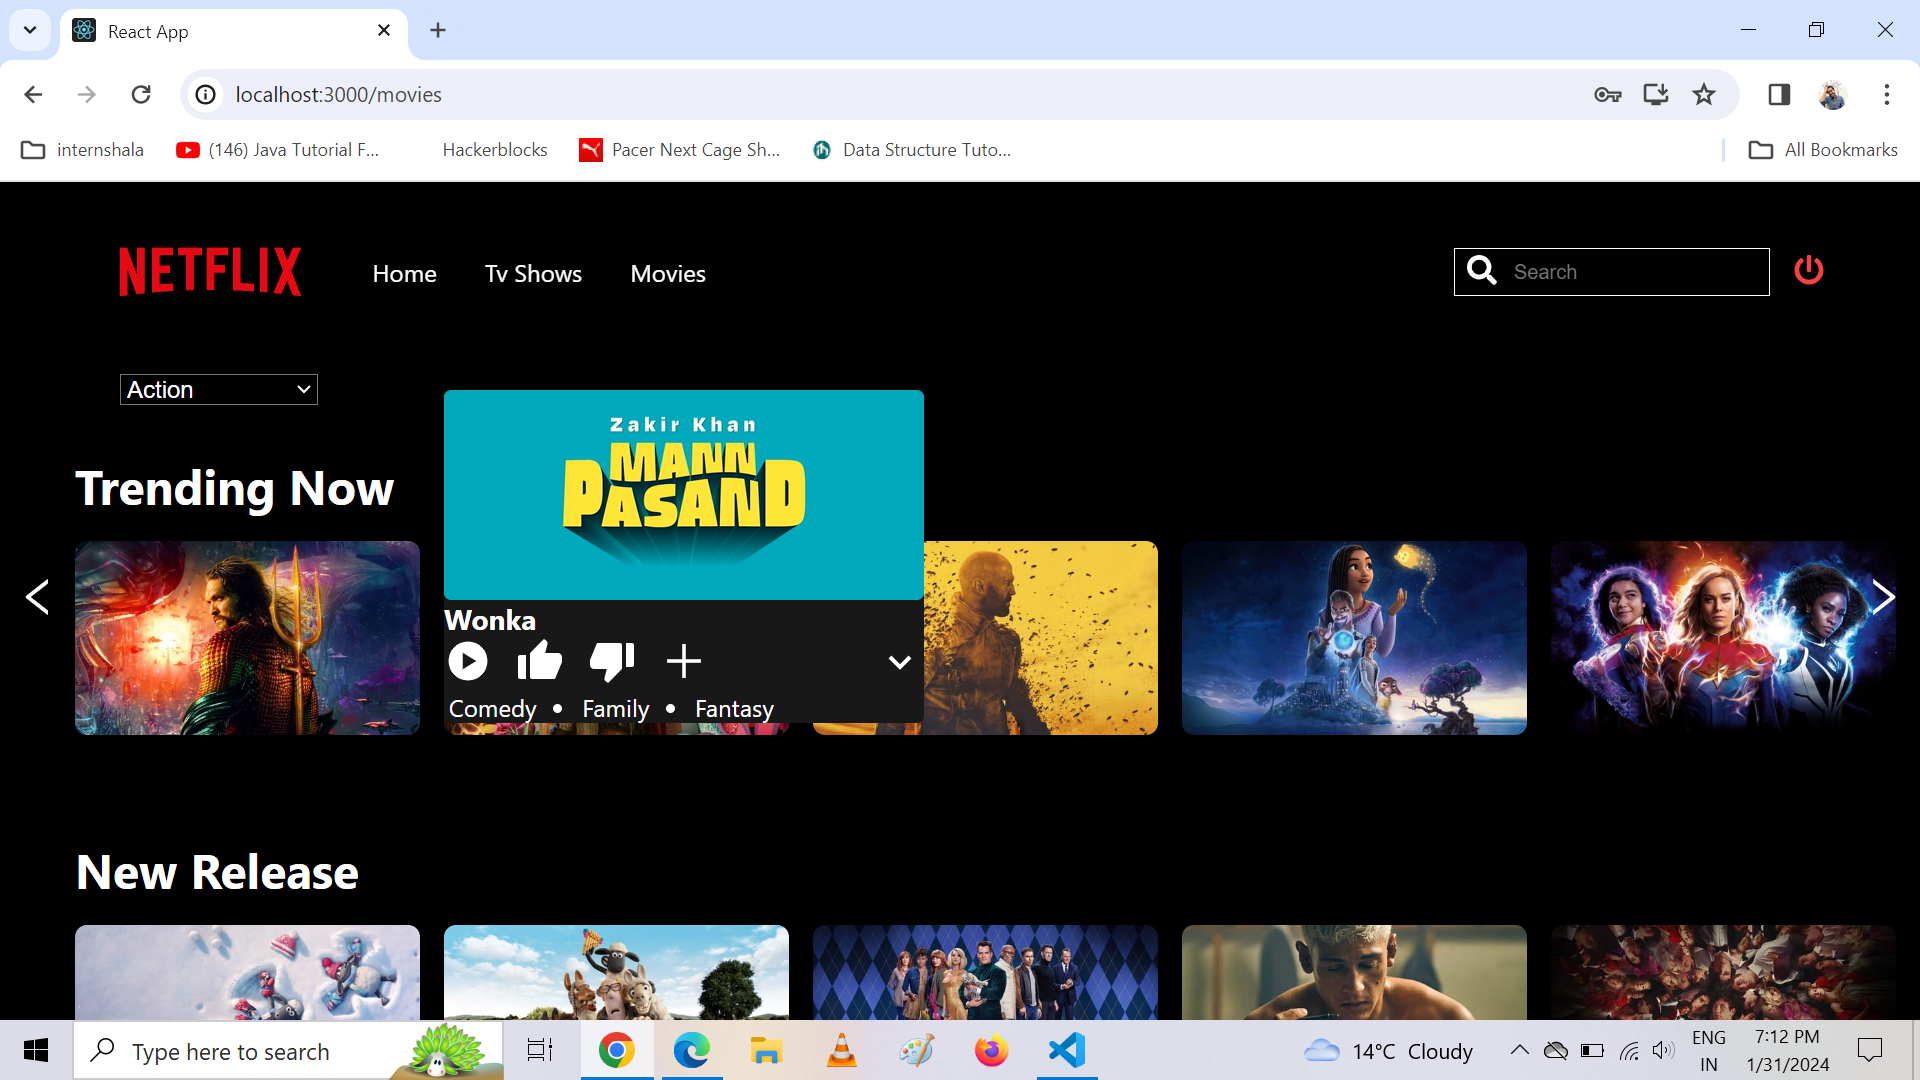 React App
localhost:3000/movies
internshala
(146) Java Tutorial F...
Hackerblocks
Pacer Next Cage Sh...
Data Structure Tuto...
All Bookmarks
NETFLIX
Home
Tv Shows
Movies
Search
Action
Zakir Khan
MANN
PASAND
Trending Now
Wonka
Comedy • Family • Fantasy
New Release
Type here to search
14°C Cloudy
ENG
IN
7:12 PM
1/31/2024